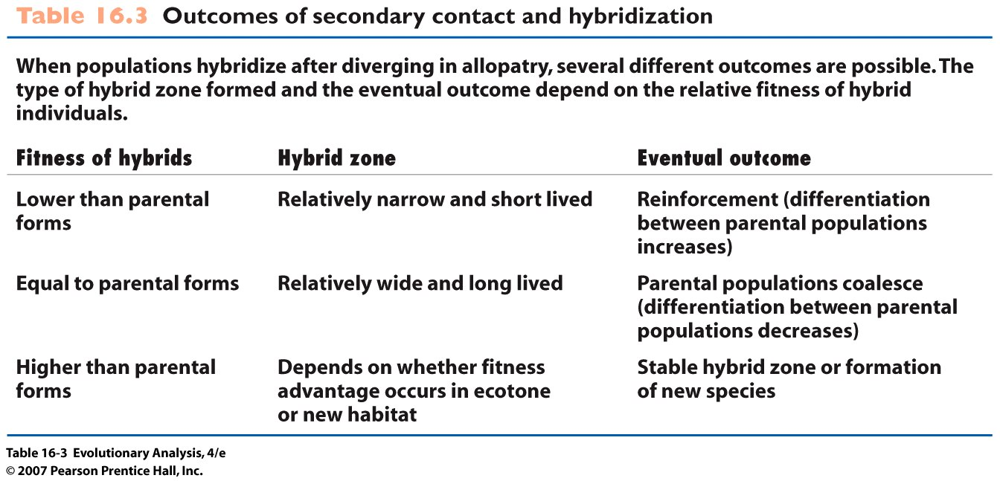 Table 16.3 Outcomes of secondary contact and hybridization
When populations hybridize after diverging in allopatry, several different outcomes are possible. The
type of hybrid zone formed and the eventual outcome depend on the relative fitness of hybrid
individuals.
Fitness of hybrids Hybrid zone Eventual outcome
Lower than parental Relatively narrow and short lived Reinforcement (differentiation
forms between parental populations
increases)
Equal to parental forms Relatively wide and long lived Parental populations coalesce
(differentiation between parental
populations decreases)
Higher than parental Depends on whether fitness Stable hybrid zone or formation
forms advantage occurs in ecotone of new species
or new habitat
Table 16-3 Evolutionary Analysis, 4/e
© 2007 Pearson Prentice Hall, Inc.